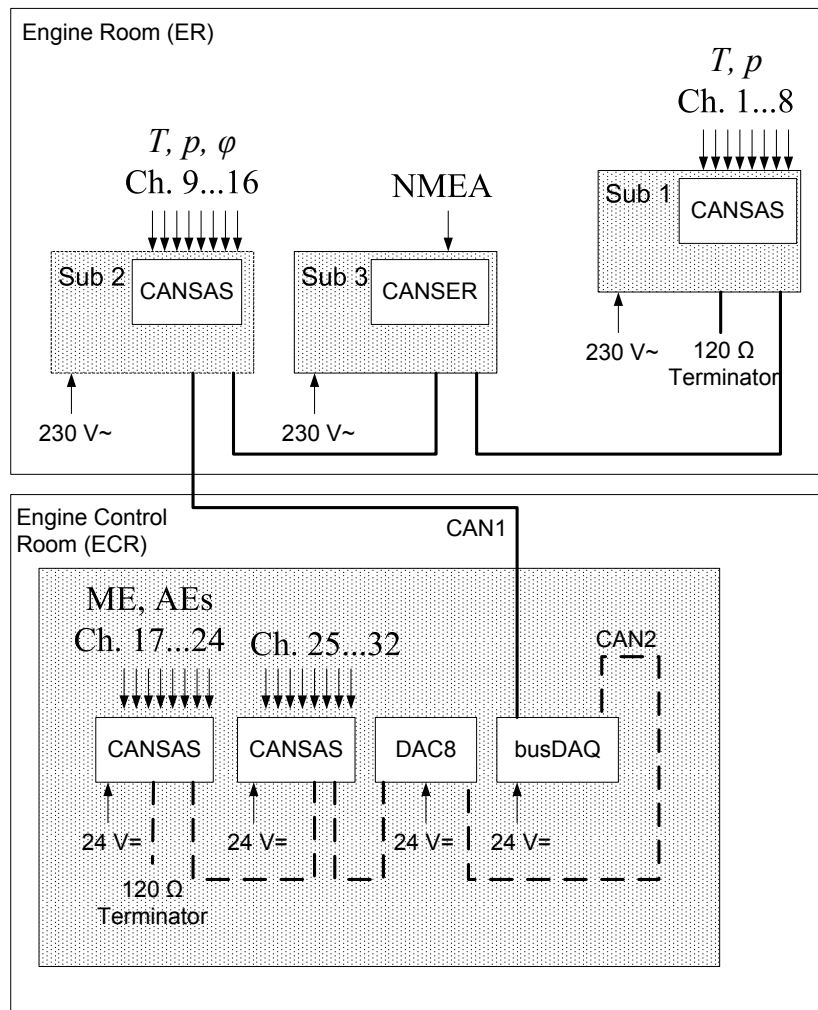 Engine Room (ER)
T, p
Ch. 1...8
T, p, φ
Ch. 9...16
NMEA
Sub 1
CANSAS
Sub 2
CANSAS
Sub 3
CANSER
230 V~
120 Ω
Terminator
230 V~
230 V~
Engine Control
Room (ECR)
CAN1
ME, AEs
Ch. 17...24
Ch. 25...32
CAN2
CANSAS
CANSAS
DAC8
busDAQ
24 V=
24 V=
24 V=
24 V=
120 Ω
Terminator